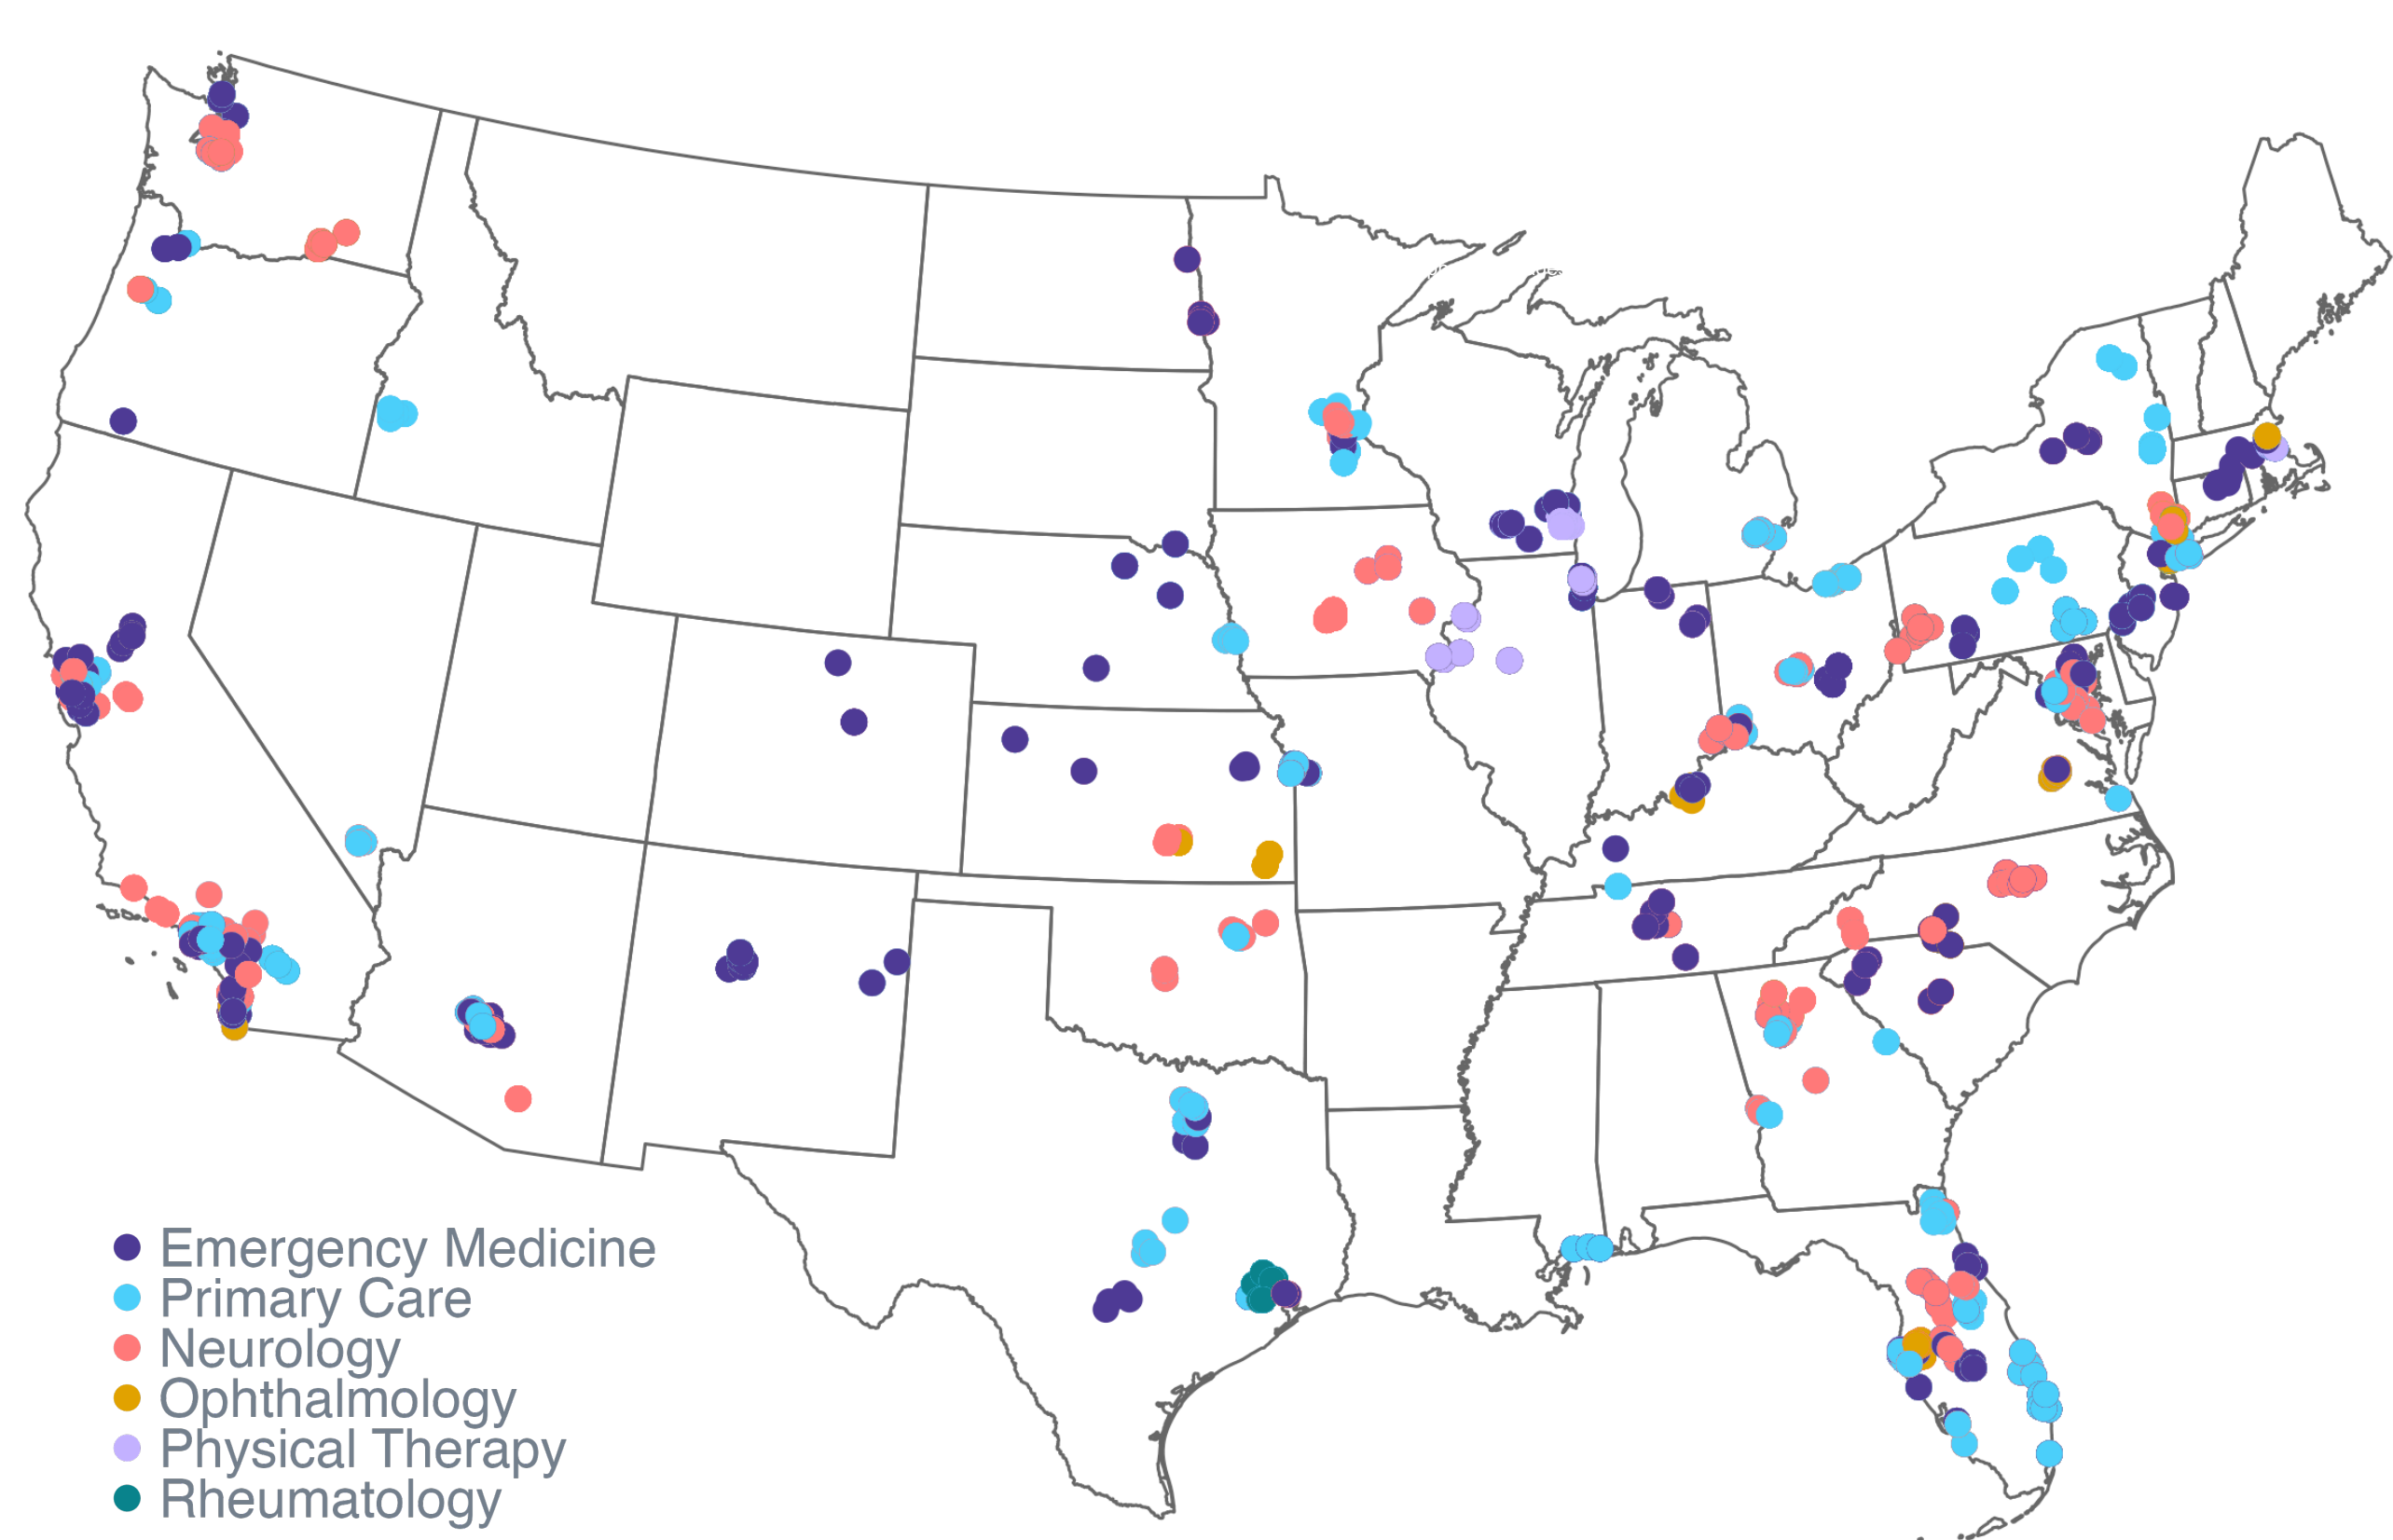 Emergency Medicine
Primary Care
Neurology
Ophthalmology
Physical Therapy
Rheumatology